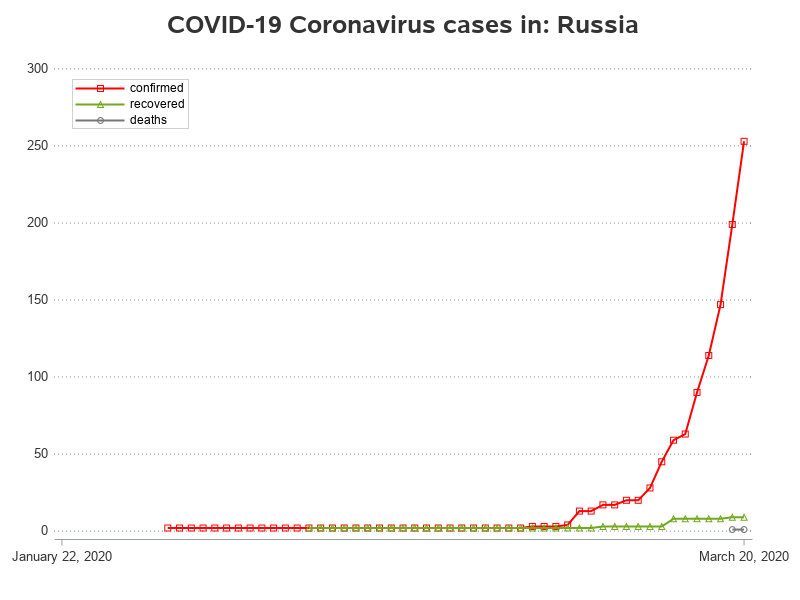 COVID-19 Coronavirus cases in: Russia
300
confirmed
recovered
deaths
250
200
150
100
50
0
January 22, 2020
March 20, 2020